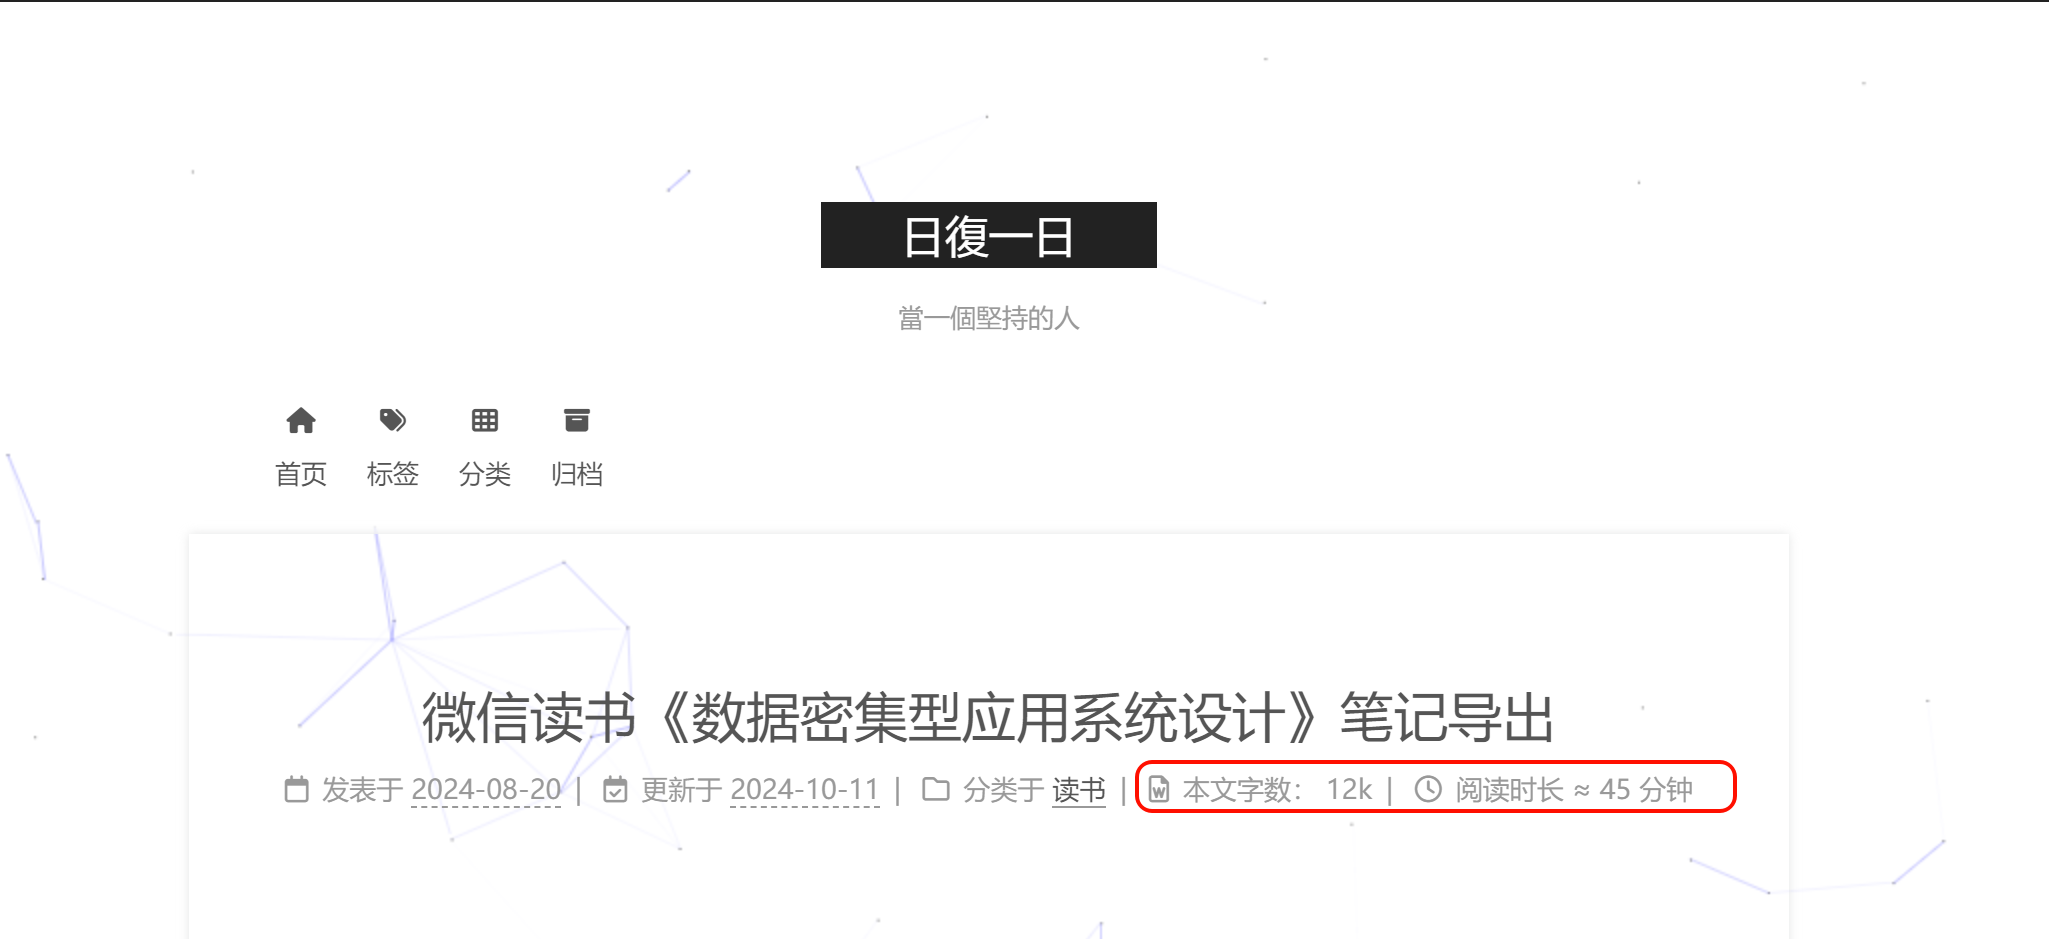 日復一日
當一個堅持的人
首页 标签 分类 归档
微信读书《数据密集型应用系统设计》笔记导出
发表于 2024-08-20 | 更新于 2024-10-11 | 分类于 读书 | 本文字数： 12k | 阅读时长 ≈ 45 分钟